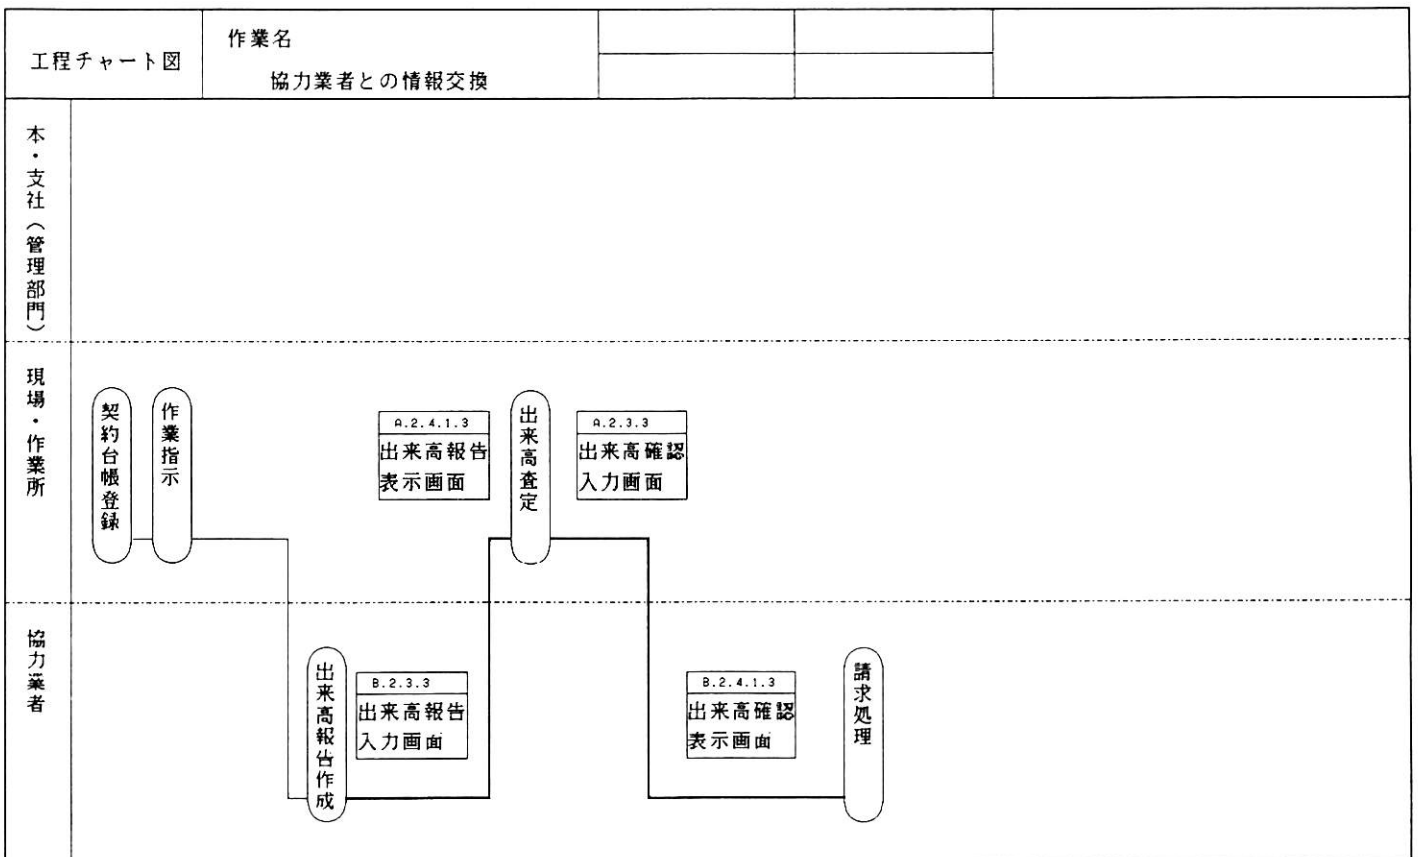 工程チャート図
作業名
協力業者との情報交換
本・支社（管理部門）
現場・作業所
契約台帳登録
作業指示
A.2.4.1.3
出来高報告
表示画面
出来高査定
A.2.3.3
出来高確認
入力画面
協力業者
出来高報告作成
B.2.3.3
出来高報告
入力画面
B.2.4.1.3
出来高確認
表示画面
請求処理